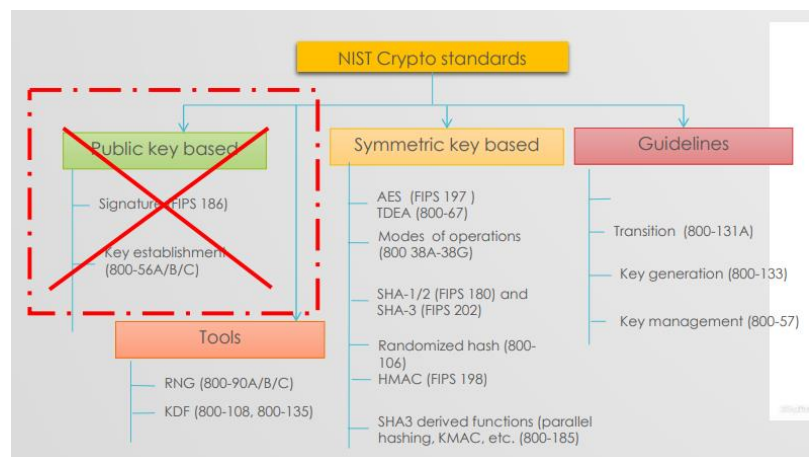 NIST Crypto standards
Public key based
Signature (FIPS 186)
Key establishment
(800-56A/B/C)
Tools
RNG (800-90A/B/C)
KDF (800-108, 800-135)
Symmetric key based
AES (FIPS 197 )
TDEA (800-67)
Modes of operations
(800 38A-38G)
SHA-1/2 (FIPS 180) and
SHA-3 (FIPS 202)
Randomized hash (800-
106)
HMAC (FIPS 198)
SHA3 derived functions (parallel
hashing, KMAC, etc. (800-185)
Guidelines
Transition (800-131A)
Key generation (800-133)
Key management (800-57)